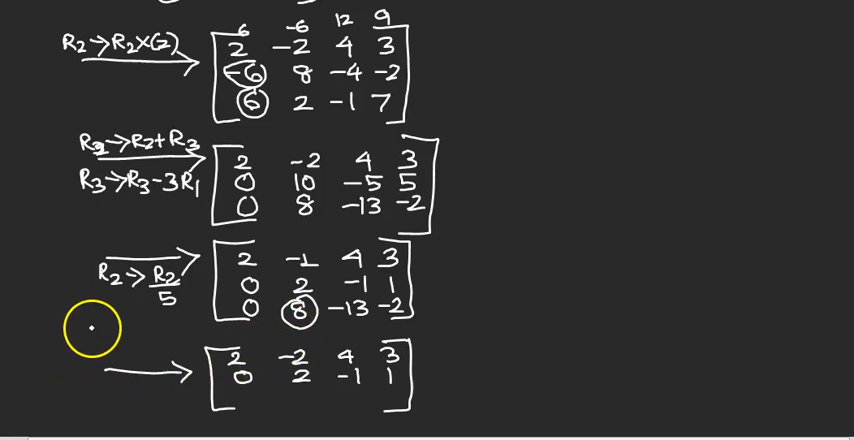 6 -6 12 9
R2→R2×(2) 2 -2 4 3
-6 8 -4 -2
6 2 -1 7
R2→R2+R3 2 -2 4 3
R3→R3-3R1 0 10 -5 5
0 8 -13 -2
2 -1 4 3
R2→R2/5 0 2 -1 1
0 8 -13 -2
→ 2 -2 4 3
0 2 -1 1